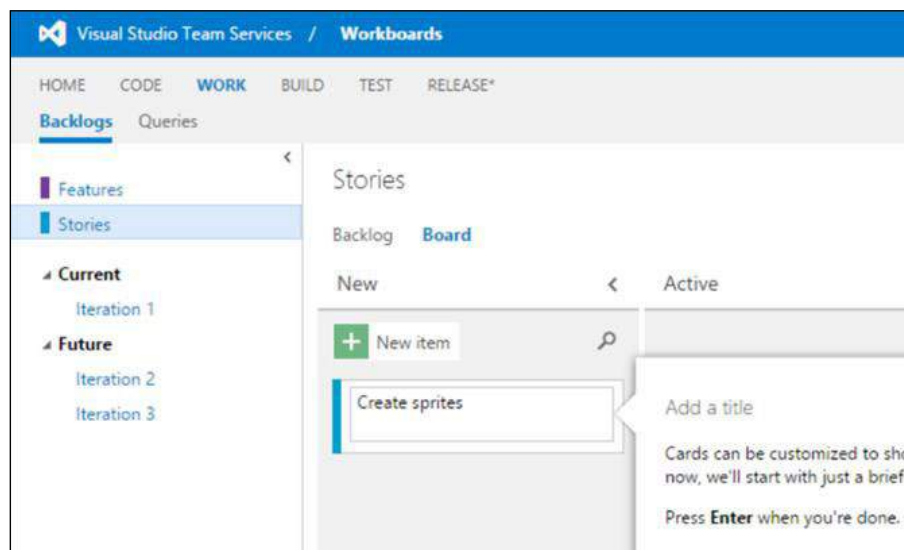 Visual Studio Team Services / Workboards
HOME CODE WORK BUILD TEST RELEASE*
Backlogs Queries
Features
Stories
Current
Iteration 1
Future
Iteration 2
Iteration 3
Stories
Backlog Board
New Active
New item
Create sprites
Add a title
Cards can be customized to sho
now, we'll start with just a brief
Press Enter when you're done.